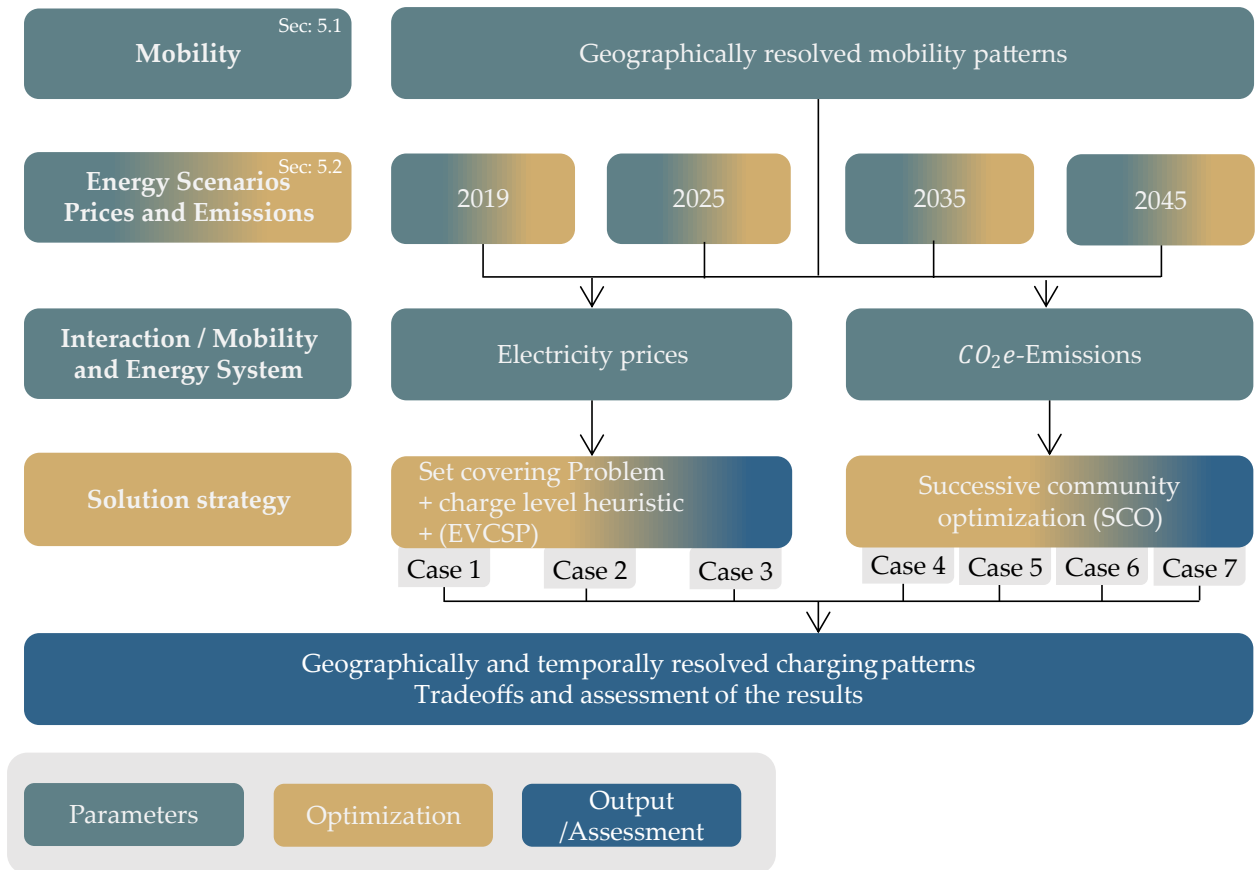 Sec: 5.1
Mobility
Geographically resolved mobility patterns
Sec: 5.2
Energy Scenarios
Prices and Emissions
2019
2025
2035
2045
Interaction / Mobility
and Energy System
Electricity prices
CO₂e-Emissions
Solution strategy
Set covering Problem
+ charge level heuristic
+ (EVCSP)
Successive community
optimization (SCO)
Case 1
Case 2
Case 3
Case 4
Case 5
Case 6
Case 7
Geographically and temporally resolved charging patterns
Tradeoffs and assessment of the results
Parameters
Optimization
Output
/Assessment